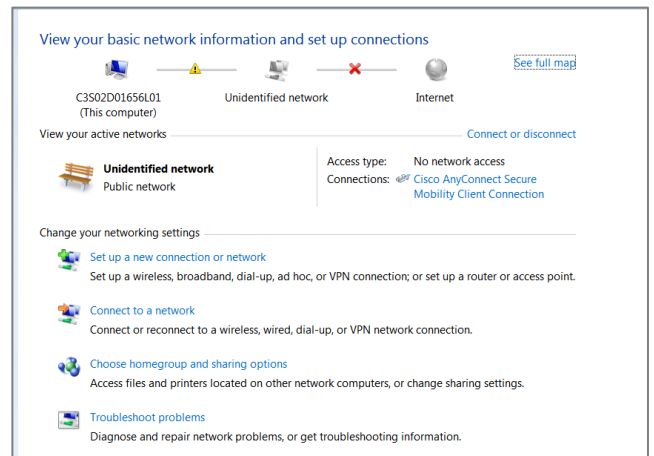 View your basic network information and set up connections
See full map
C3S02D01656L01
(This computer)
Unidentified network
Internet
View your active networks
Connect or disconnect
Unidentified network
Public network
Access type: No network access
Connections: Cisco AnyConnect Secure
Mobility Client Connection
Change your networking settings
Set up a new connection or network
Set up a wireless, broadband, dial-up, ad hoc, or VPN connection; or set up a router or access point.
Connect to a network
Connect or reconnect to a wireless, wired, dial-up, or VPN network connection.
Choose homegroup and sharing options
Access files and printers located on other network computers, or change sharing settings.
Troubleshoot problems
Diagnose and repair network problems, or get troubleshooting information.